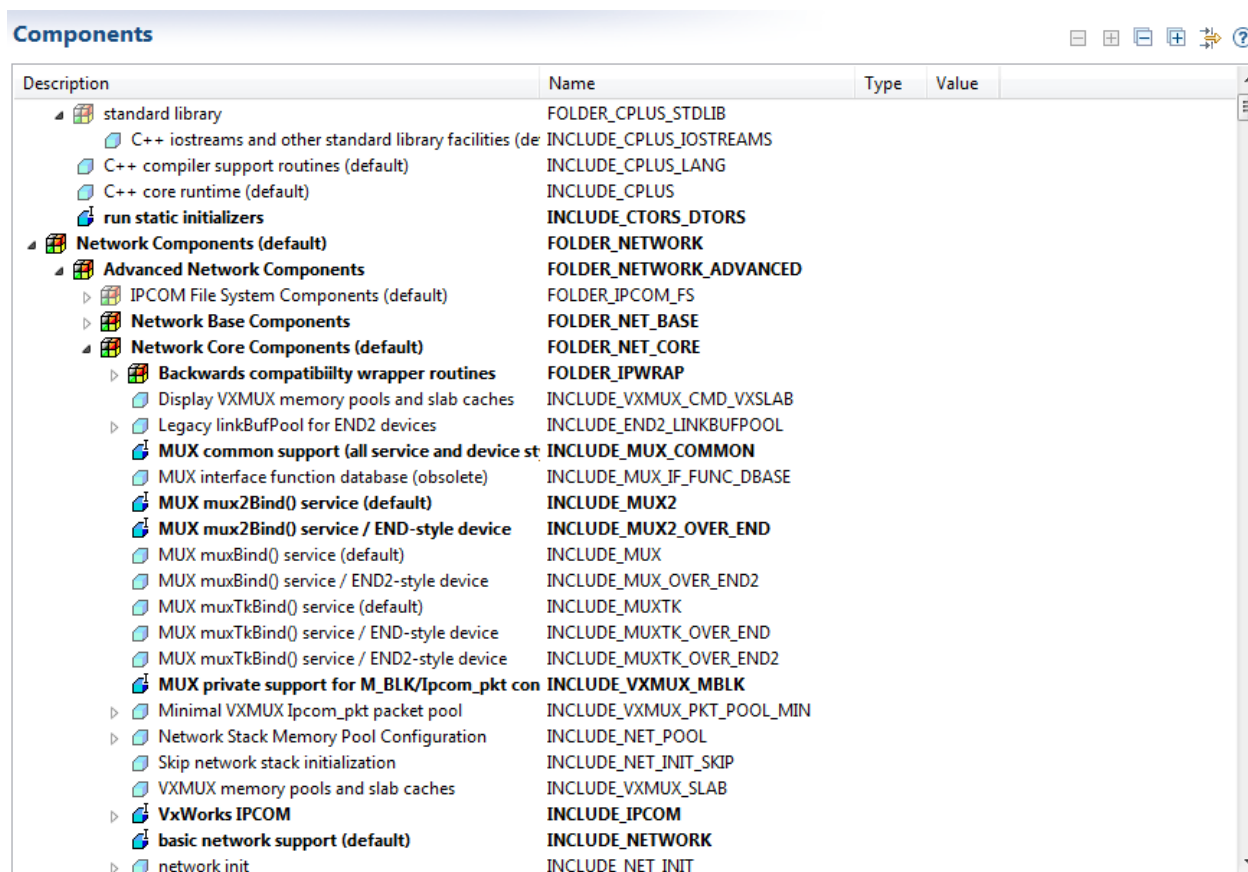 Components
Description Name Type Value
standard library FOLDER_CPLUS_STDLIB
C++ iostreams and other standard library facilities (de INCLUDE_CPLUS_IOSTREAMS
C++ compiler support routines (default) INCLUDE_CPLUS_LANG
C++ core runtime (default) INCLUDE_CPLUS
run static initializers INCLUDE_CTORS_DTORS
Network Components (default) FOLDER_NETWORK
Advanced Network Components FOLDER_NETWORK_ADVANCED
IPCOM File System Components (default) FOLDER_IPCOM_FS
Network Base Components FOLDER_NET_BASE
Network Core Components (default) FOLDER_NET_CORE
Backwards compatibiilty wrapper routines FOLDER_IPWRAP
Display VXMUX memory pools and slab caches INCLUDE_VXMUX_CMD_VXSLAB
Legacy linkBufPool for END2 devices INCLUDE_END2_LINKBUFPOOL
MUX common support (all service and device st INCLUDE_MUX_COMMON
MUX interface function database (obsolete) INCLUDE_MUX_IF_FUNC_DBASE
MUX mux2Bind() service (default) INCLUDE_MUX2
MUX mux2Bind() service / END-style device INCLUDE_MUX2_OVER_END
MUX muxBind() service (default) INCLUDE_MUX
MUX muxBind() service / END2-style device INCLUDE_MUX_OVER_END2
MUX muxTkBind() service (default) INCLUDE_MUXTK
MUX muxTkBind() service / END-style device INCLUDE_MUXTK_OVER_END
MUX muxTkBind() service / END2-style device INCLUDE_MUXTK_OVER_END2
MUX private support for M_BLK/Ipcom_pkt con INCLUDE_VXMUX_MBLK
Minimal VXMUX Ipcom_pkt packet pool INCLUDE_VXMUX_PKT_POOL_MIN
Network Stack Memory Pool Configuration INCLUDE_NET_POOL
Skip network stack initialization INCLUDE_NET_INIT_SKIP
VXMUX memory pools and slab caches INCLUDE_VXMUX_SLAB
VxWorks IPCOM INCLUDE_IPCOM
basic network support (default) INCLUDE_NETWORK
network init INCLUDE_NET_INIT